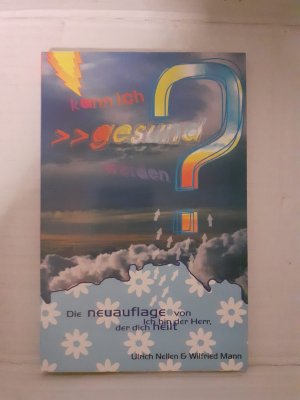 kann ich
>>gesund
werden
?
Die neuauflage von
Ich bin der Herr,
der dich heilt
Ulrich Nellen & Wilfried Mann